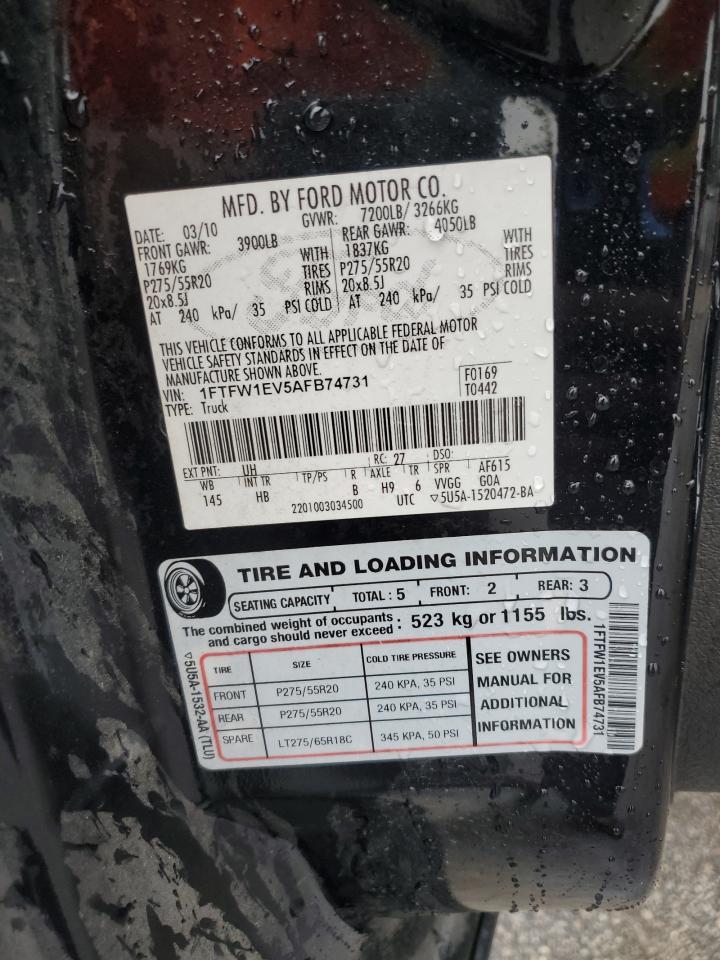 MFD. BY FORD MOTOR CO.
DATE: 03/10 GVWR: 7200LB/ 3266KG
FRONT GAWR: 3900LB REAR GAWR: 4050LB
1769KG WITH 1837KG WITH
P275/55R20 TIRES P275/55R20 TIRES
20x8.5J RIMS 20x8.5J RIMS
AT 240 kPa/ 35 PSI COLD AT 240 kPa/ 35 PSI COLD
Ford
THIS VEHICLE CONFORMS TO ALL APPLICABLE FEDERAL MOTOR
VEHICLE SAFETY STANDARDS IN EFFECT ON THE DATE OF
MANUFACTURE SHOWN ABOVE.
VIN: 1FTFW1EV5AFB74731 F0169
TYPE: Truck T0442
EXT PNT: UH RC: 27 DSO:
WB INT TR TP/PS R AXLE TR SPR AF615
145 HB B H9 6 VVGG GOA
2201003034500 UTC ▽5U5A-1520472-BA
TIRE AND LOADING INFORMATION
SEATING CAPACITY TOTAL : 5 FRONT: 2 REAR: 3
The combined weight of occupants
and cargo should never exceed : 523 kg or 1155 lbs.
TIRE SIZE COLD TIRE PRESSURE
FRONT P275/55R20 240 KPA, 35 PSI
REAR P275/55R20 240 KPA, 35 PSI
SPARE LT275/65R18C 345 KPA, 50 PSI
SEE OWNERS
MANUAL FOR
ADDITIONAL
INFORMATION
▽5U5A-1532-AA (TLU)
1FTFW1EV5AFB74731